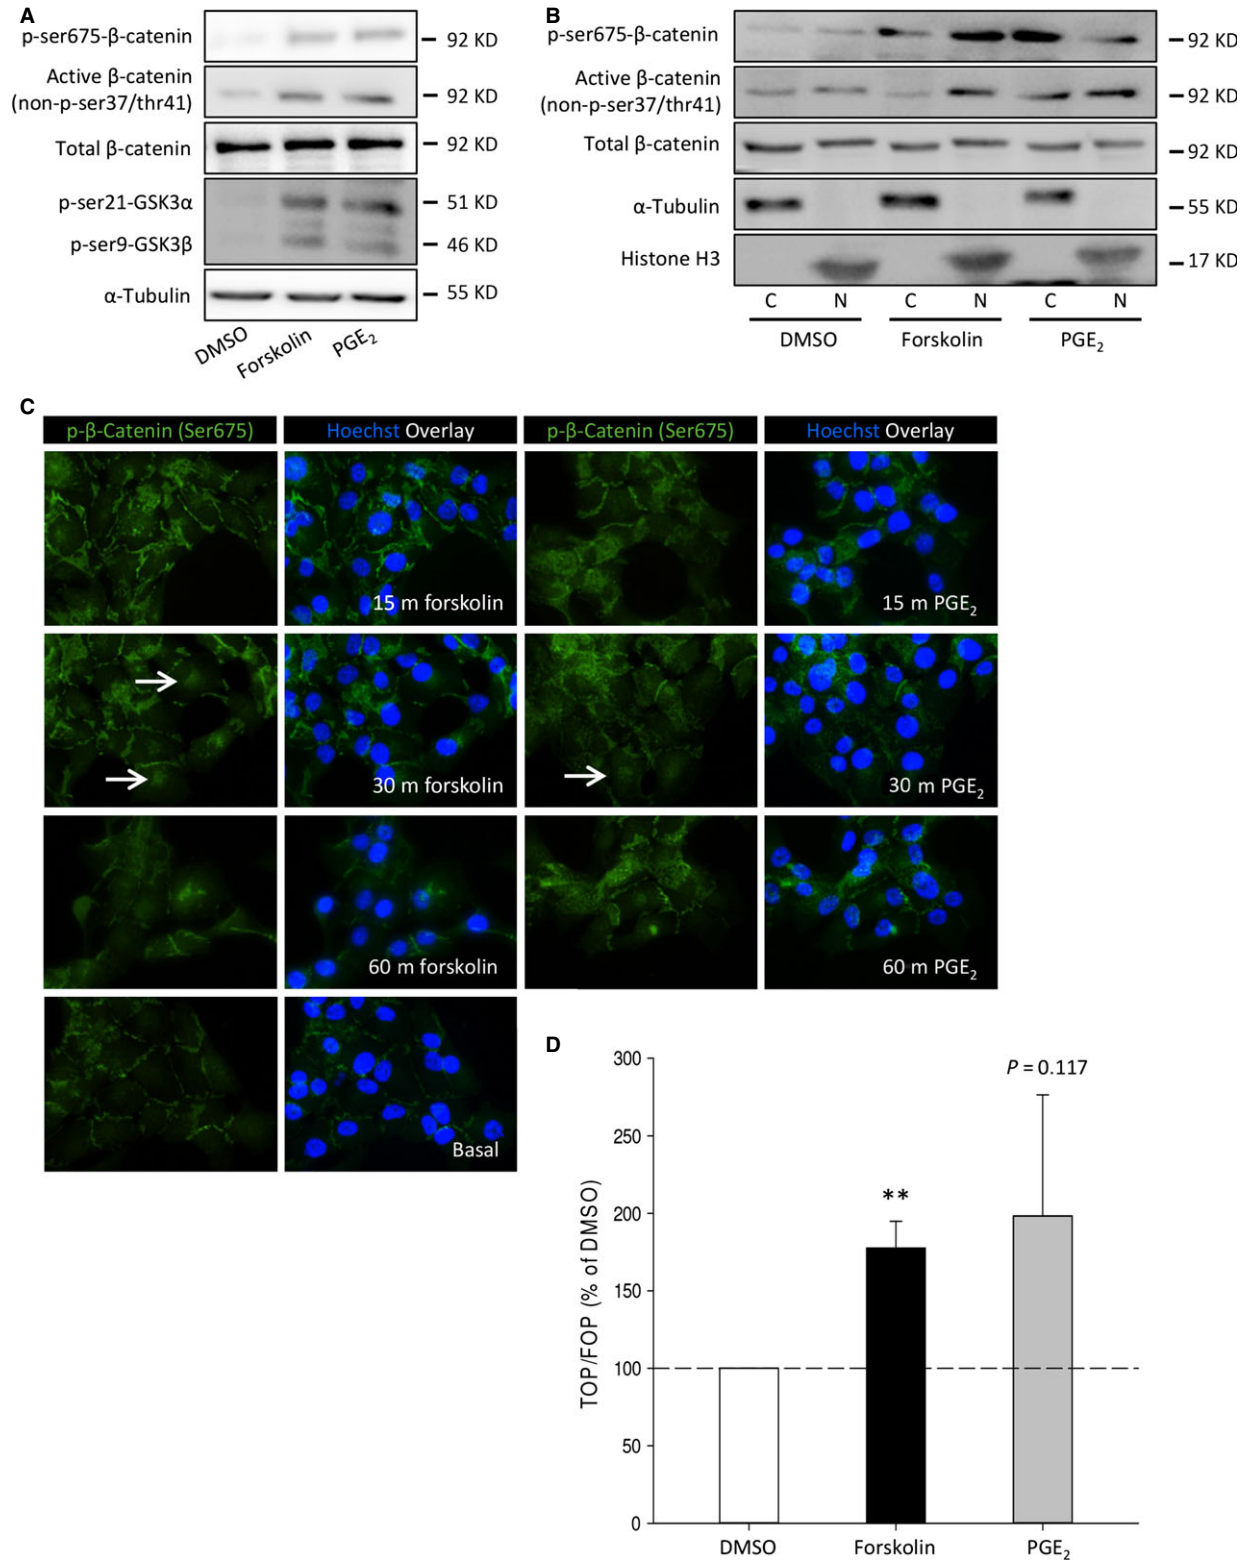 A
p-ser675-β-catenin
92 KD
Active β-catenin
(non-p-ser37/thr41)
92 KD
Total β-catenin
92 KD
p-ser21-GSK3α
51 KD
p-ser9-GSK3β
46 KD
α-Tubulin
55 KD
DMSO
Forskolin
PGE₂
B
p-ser675-β-catenin
92 KD
Active β-catenin
(non-p-ser37/thr41)
92 KD
Total β-catenin
92 KD
α-Tubulin
55 KD
Histone H3
17 KD
C N C N C N
DMSO Forskolin PGE₂
C
p-β-Catenin (Ser675) Hoechst Overlay p-β-Catenin (Ser675) Hoechst Overlay
15 m forskolin 15 m PGE₂
30 m forskolin 30 m PGE₂
60 m forskolin 60 m PGE₂
Basal
D
TOP/FOP (% of DMSO)
300
250
200
150
100
50
0
**
P = 0.117
DMSO Forskolin PGE₂